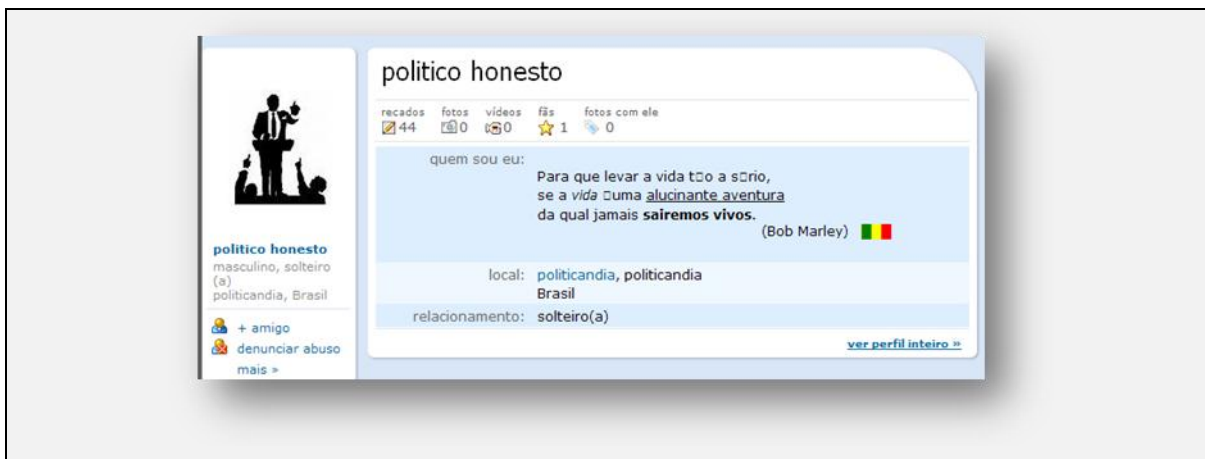 politico honesto
recados fotos vídeos fãs fotos com ele
44 0 0 1 0
quem sou eu:
Para que levar a vida t□o a s□rio,
se a vida □uma alucinante aventura
da qual jamais sairemos vivos.
(Bob Marley)
local: politicandia, politicandia
Brasil
relacionamento: solteiro(a)
ver perfil inteiro »
politico honesto
masculino, solteiro
(a)
politicandia, Brasil
+ amigo
denunciar abuso
mais »